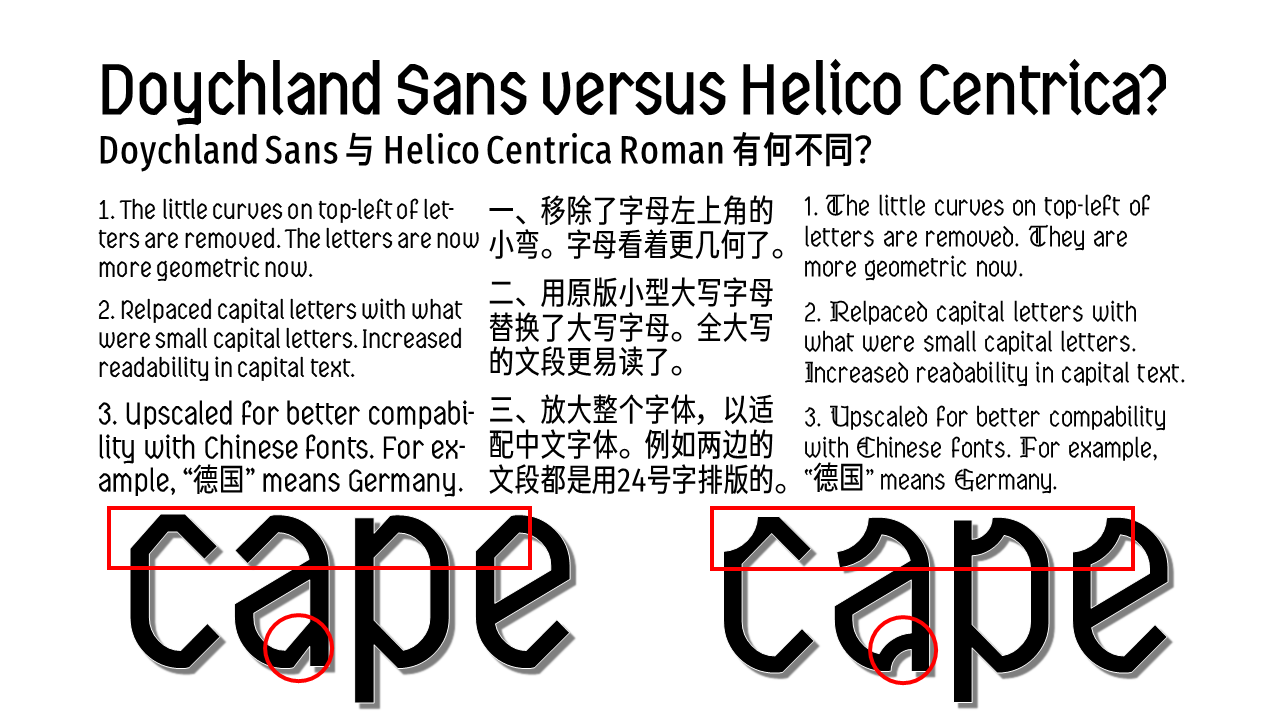 Doychland Sans versus Helico Centrica?
Doychland Sans 与 Helico Centrica Roman 有何不同？
1. The little curves on top-left of let-
ters are removed. The letters are now
more geometric now.
2. Relpaced capital letters with what
were small capital letters. Increased
readability in capital text.
3. Upscaled for better compabi-
lity with Chinese fonts. For ex-
ample, “德国” means Germany.
一、移除了字母左上角的
小弯。字母看着更几何了。
二、用原版小型大写字母
替换了大写字母。全大写
的文段更易读了。
三、放大整个字体，以适
配中文字体。例如两边的
文段都是用24号字排版的。
1. The little curves on top-left of
letters are removed. They are
more geometric now.
2. Relpaced capital letters with
what were small capital letters.
Increased readability in capital text.
3. Upscaled for better compability
with Chinese fonts. For example,
“德国” means Germany.
cape
cape